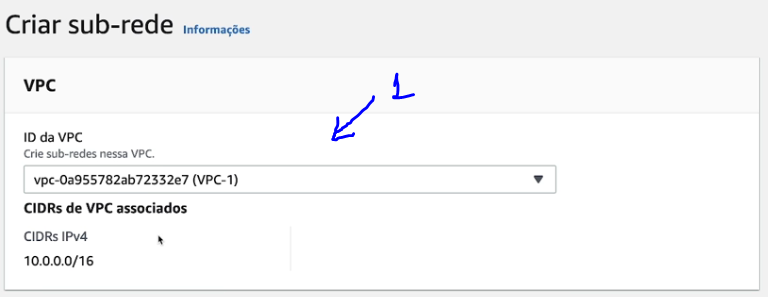 Criar sub-rede Informações
VPC
1
ID da VPC
Crie sub-redes nessa VPC.
vpc-0a955782ab72332e7 (VPC-1)
CIDRs de VPC associados
CIDRs IPv4
10.0.0.0/16